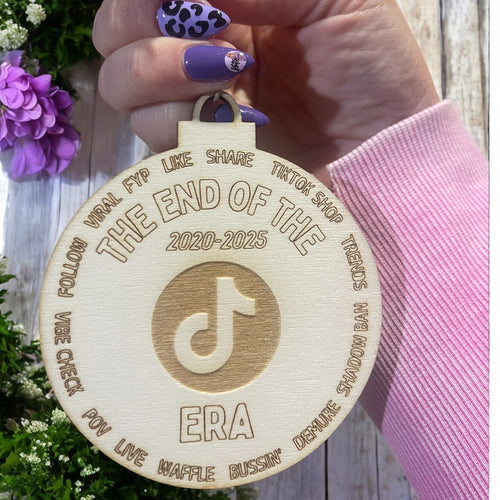 THE END OF THE
2020-2025
ERA
FOLLOW
VIRAL
FYP
LIKE
SHARE
TIKTOK SHOP
TRENDS
SHADOW BAN
DEMURE
BUSSIN'
WAFFLE
LIVE
POV
VIBE CHECK